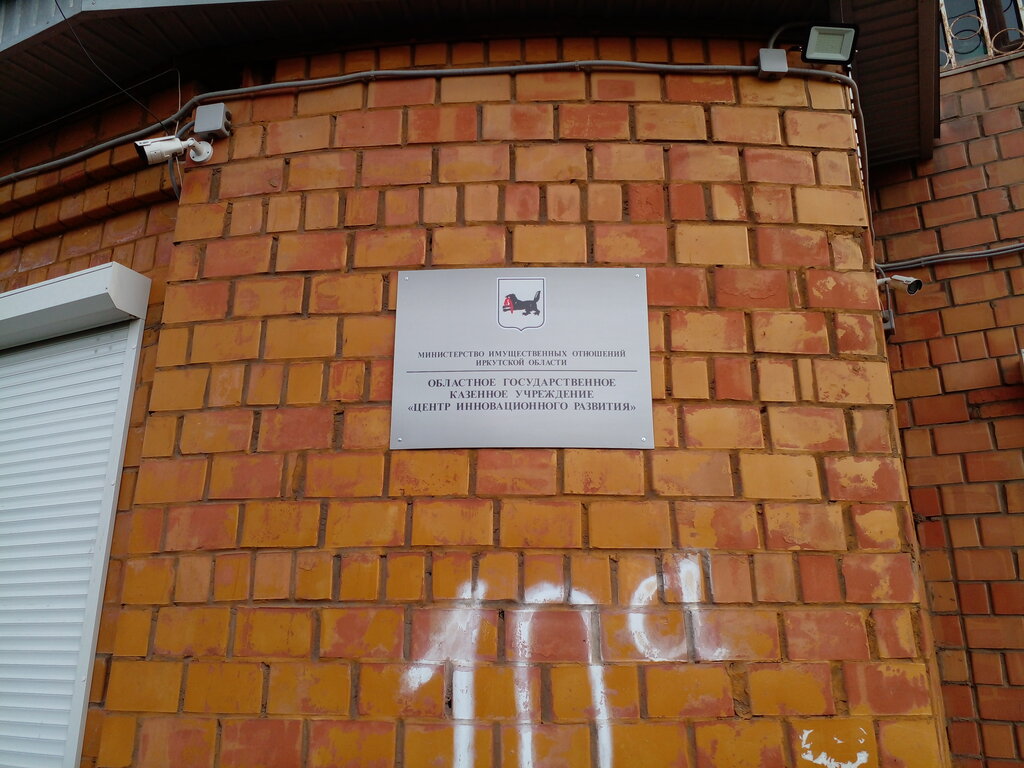 МИНИСТЕРСТВО ИМУЩЕСТВЕННЫХ ОТНОШЕНИЙ
ИРКУТСКОЙ ОБЛАСТИ
ОБЛАСТНОЕ ГОСУДАРСТВЕННОЕ
КАЗЕННОЕ УЧРЕЖДЕНИЕ
«ЦЕНТР ИННОВАЦИОННОГО РАЗВИТИЯ»